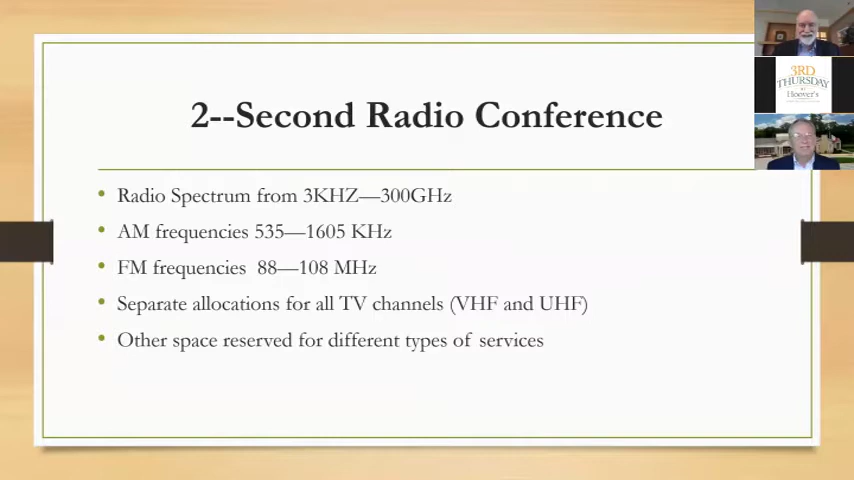 2--Second Radio Conference
• Radio Spectrum from 3KHZ—300GHz
• AM frequencies 535—1605 KHz
• FM frequencies 88—108 MHz
• Separate allocations for all TV channels (VHF and UHF)
• Other space reserved for different types of services
3RD
THURSDAY
Hoover's